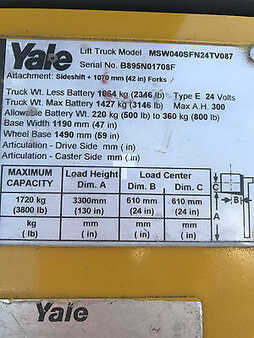 Yale
Lift Truck Model MSW040SFN24TV087
Serial No. B895N01708F
Attachment: Sideshift + 1070 mm (42 in) Forks
Truck Wt. Less Battery 1064 kg (2346 lb) Type E 24 Volts
Truck Wt. Max Battery 1427 kg (3146 lb) Max A.H. 300
Allowable Battery Wt. 220 kg (500 lb) to 360 kg (800 lb)
Base Width 1190 mm (47 in)
Wheel Base 1490 mm (59 in)
Articulation - Drive Side mm ( in)
Articulation - Caster Side mm ( in)
MAXIMUM CAPACITY Load Height Dim. A Load Center Dim. B Dim. C
1720 kg 3300mm 610 mm 610 mm
(3800 lb) (130 in) (24 in) (24 in)
kg mm mm mm
( lb) ( in) ( in) ( in)
C
B
A
Yale